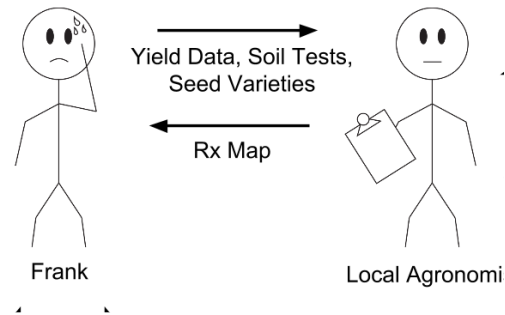 Yield Data, Soil Tests,
Seed Varieties
Rx Map
Frank
Local Agronomi